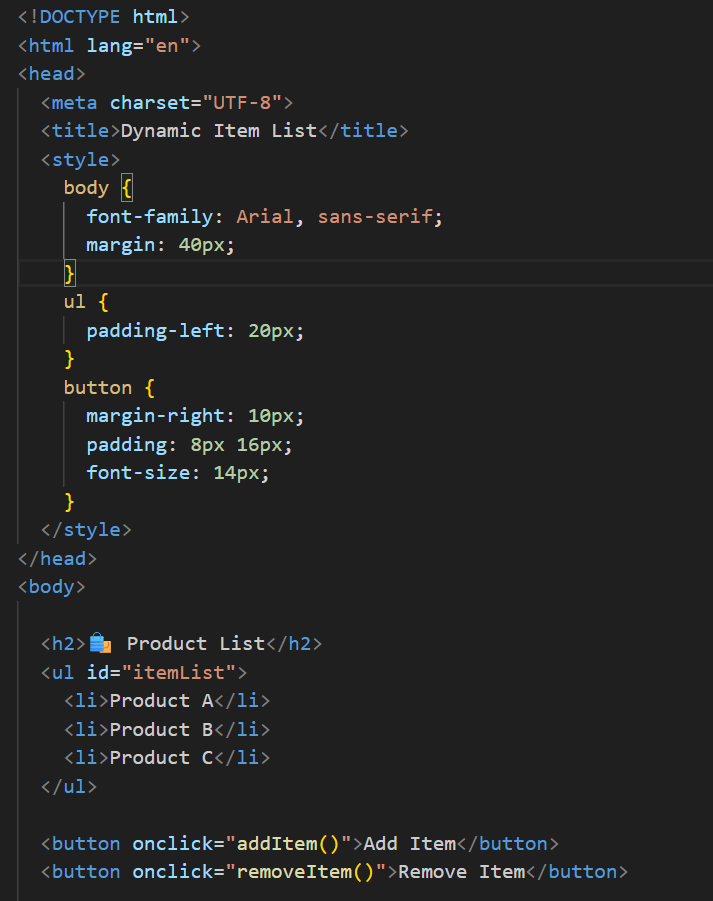 <!DOCTYPE html>
<html lang="en">
<head>
  <meta charset="UTF-8">
  <title>Dynamic Item List</title>
  <style>
    body {
      font-family: Arial, sans-serif;
      margin: 40px;
    }
    ul {
      padding-left: 20px;
    }
    button {
      margin-right: 10px;
      padding: 8px 16px;
      font-size: 14px;
    }
  </style>
</head>
<body>

  <h2>🛍️ Product List</h2>
  <ul id="itemList">
    <li>Product A</li>
    <li>Product B</li>
    <li>Product C</li>
  </ul>

  <button onclick="addItem()">Add Item</button>
  <button onclick="removeItem()">Remove Item</button>